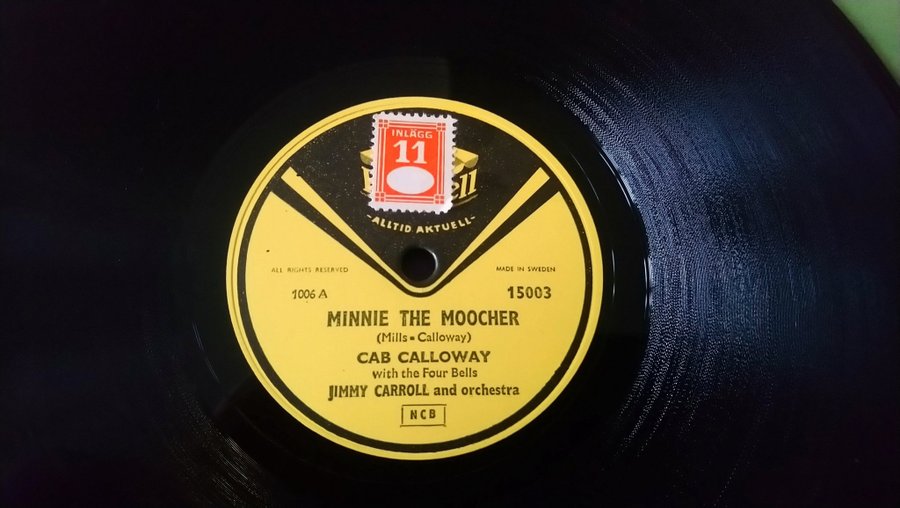 INLÄGG
11
-ALLTID AKTUELL-
ALL RIGHTS RESERVED
MADE IN SWEDEN
1006 A
15003
MINNIE THE MOOCHER
(Mills-Calloway)
CAB CALLOWAY
with the Four Bells
JIMMY CARROLL and orchestra
NCB